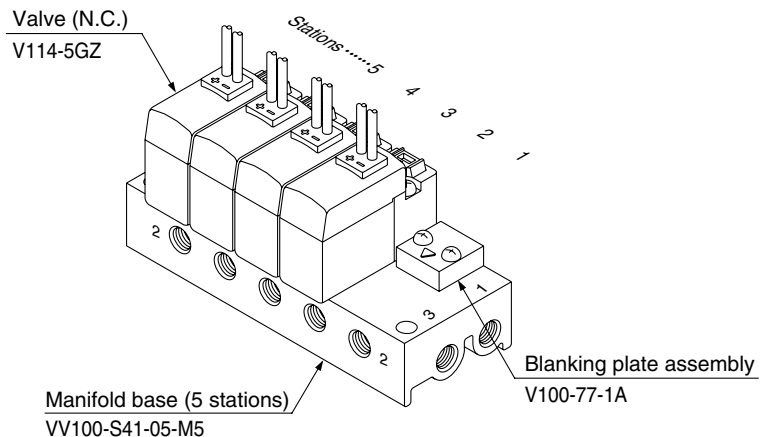 Valve (N.C.)
V114-5GZ
Stations ······ 5 4 3 2 1
+ -
+ -
+ -
+ -
2
2
3
1
Blanking plate assembly
V100-77-1A
Manifold base (5 stations)
VV100-S41-05-M5